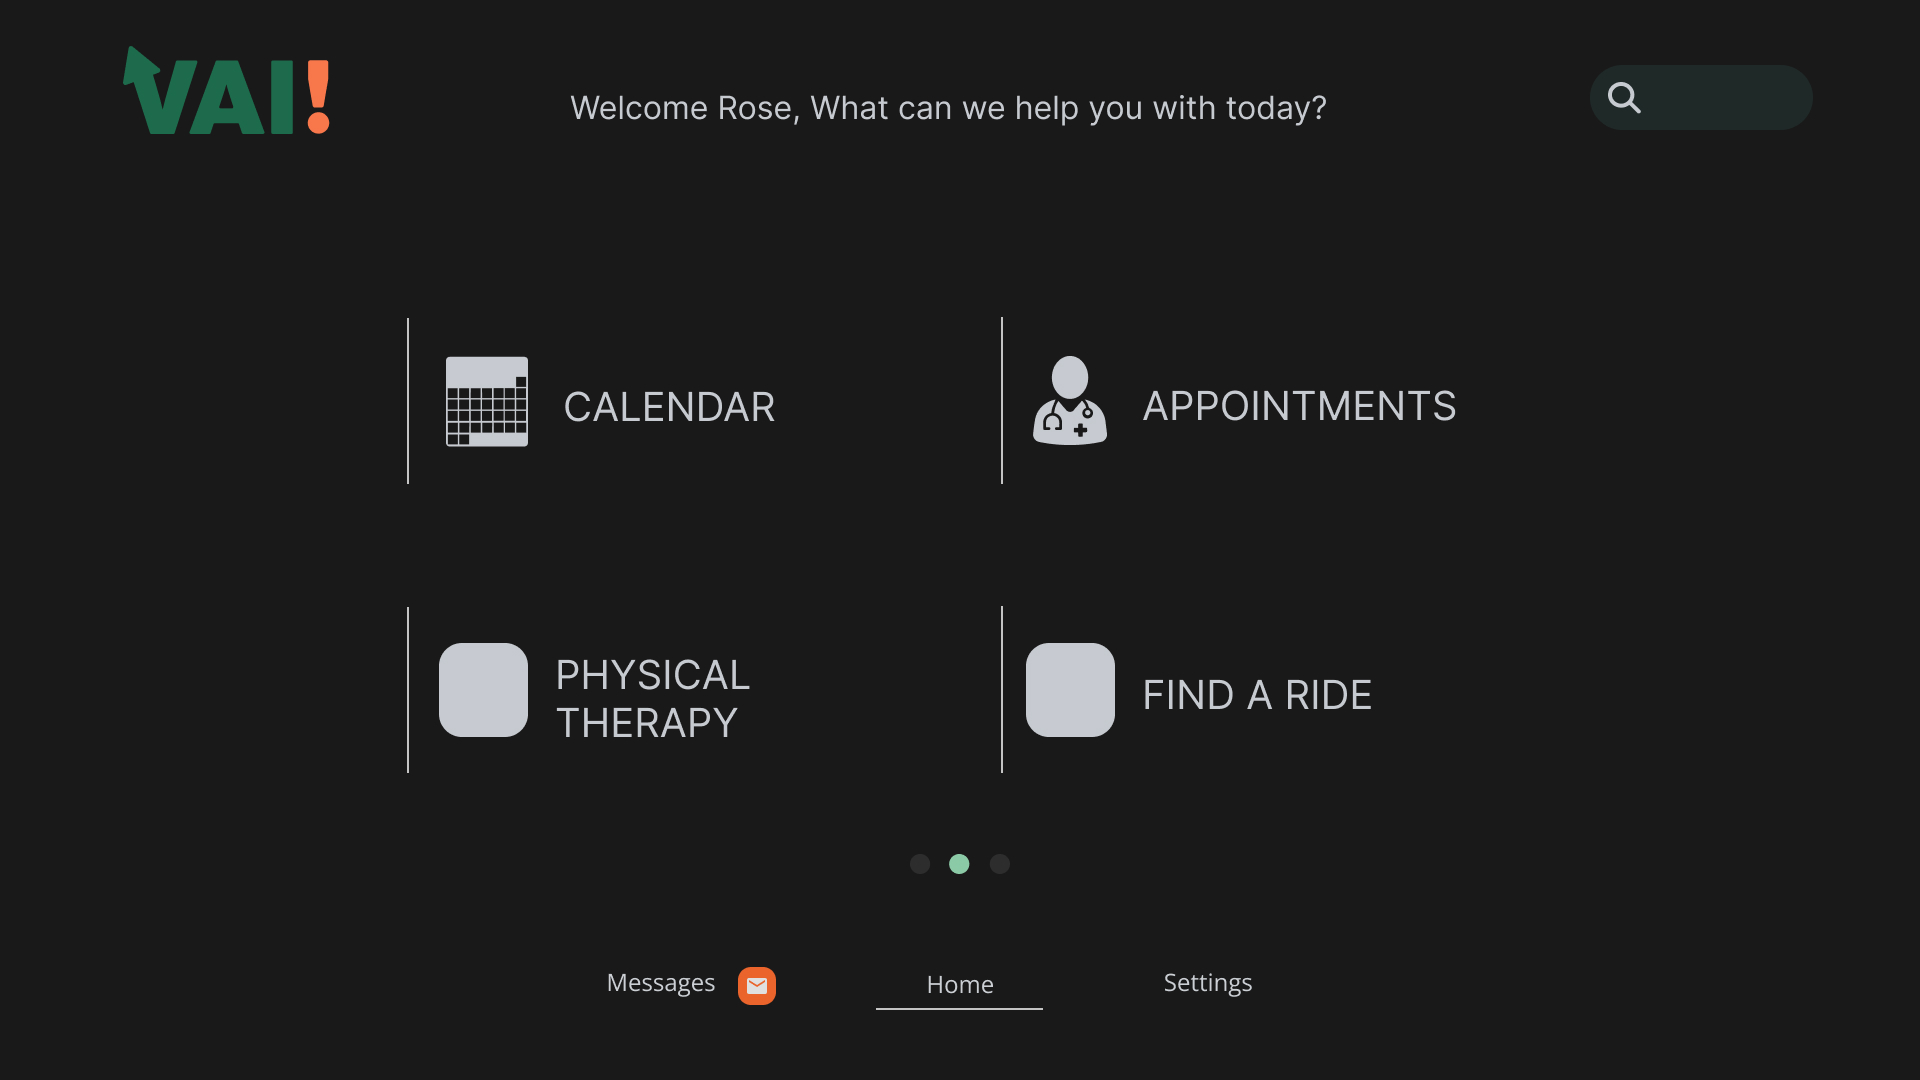 VAI!
Welcome Rose, What can we help you with today?
CALENDAR
APPOINTMENTS
PHYSICAL
THERAPY
FIND A RIDE
Messages
Home
Settings